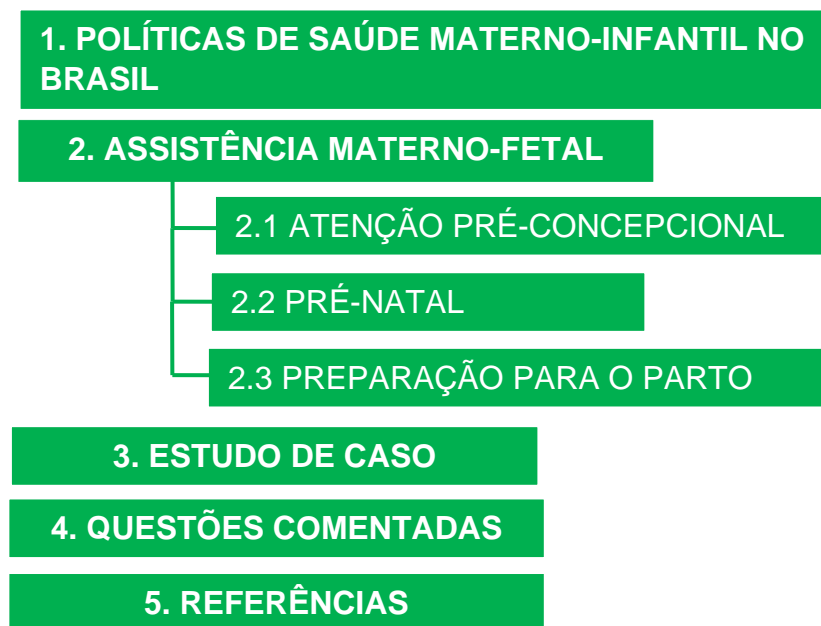 1. POLÍTICAS DE SAÚDE MATERNO-INFANTIL NO
BRASIL
2. ASSISTÊNCIA MATERNO-FETAL
2.1 ATENÇÃO PRÉ-CONCEPCIONAL
2.2 PRÉ-NATAL
2.3 PREPARAÇÃO PARA O PARTO
3. ESTUDO DE CASO
4. QUESTÕES COMENTADAS
5. REFERÊNCIAS